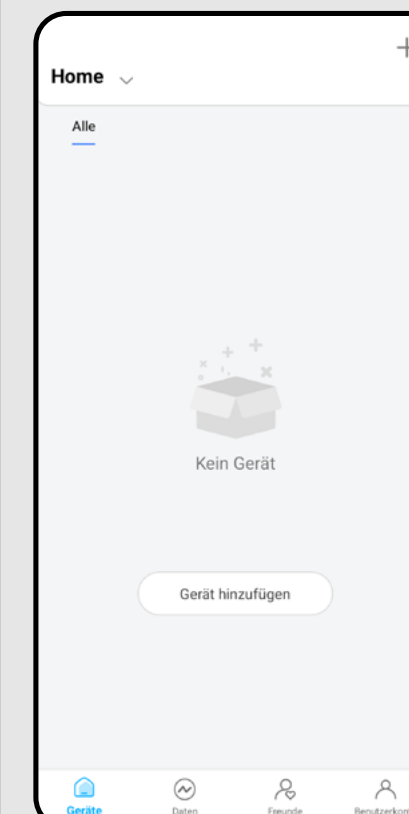 Home
Alle
Kein Gerät
Gerät hinzufügen
Geräte
Daten
Freunde